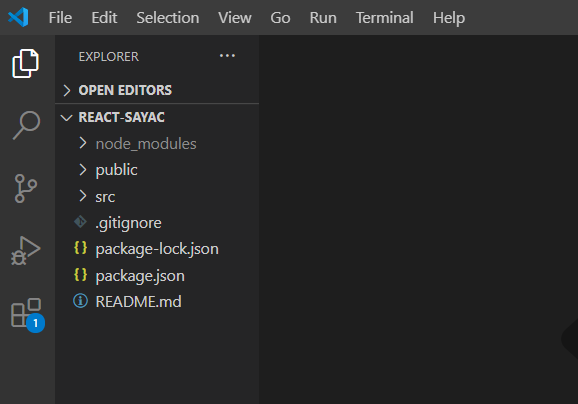 File Edit Selection View Go Run Terminal Help
EXPLORER ...
OPEN EDITORS
REACT-SAYAC
node_modules
public
src
.gitignore
{} package-lock.json
{} package.json
README.md
1